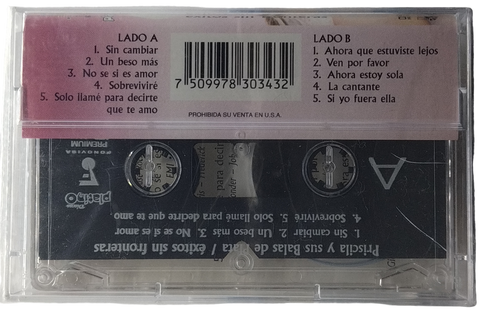 LADO A
1. Sin cambiar
2. Un beso más
3. No se si es amor
4. Sobreviviré
5. Solo llamé para decirte
que te amo
7 509978 303432
PROHIBIDA SU VENTA EN U.S.A.
LADO B
1. Ahora que estuviste lejos
2. Ven por favor
3. Ahora estoy sola
4. La cantante
5. Si yo fuera ella
A
FONOVISA
PREMIUM
platino
para decir
Priscila y sus Balas de Plata / éxitos sin fronteras
1. Sin cambiar 2. Un beso más 3. No se si es amor
4. Sobreviviré 5. Solo llamé para decirte que te amo